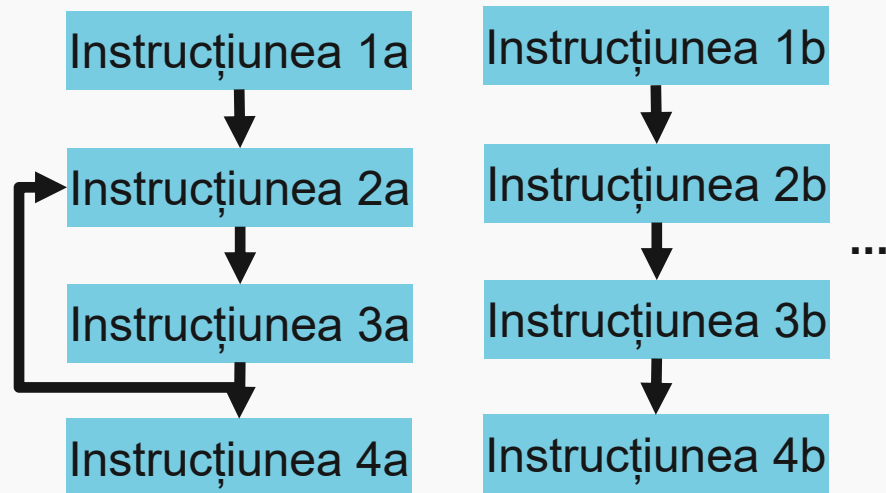 Instrucțiunea 1a
Instrucțiunea 2a
Instrucțiunea 3a
Instrucțiunea 4a
Instrucțiunea 1b
Instrucțiunea 2b
Instrucțiunea 3b
Instrucțiunea 4b
...